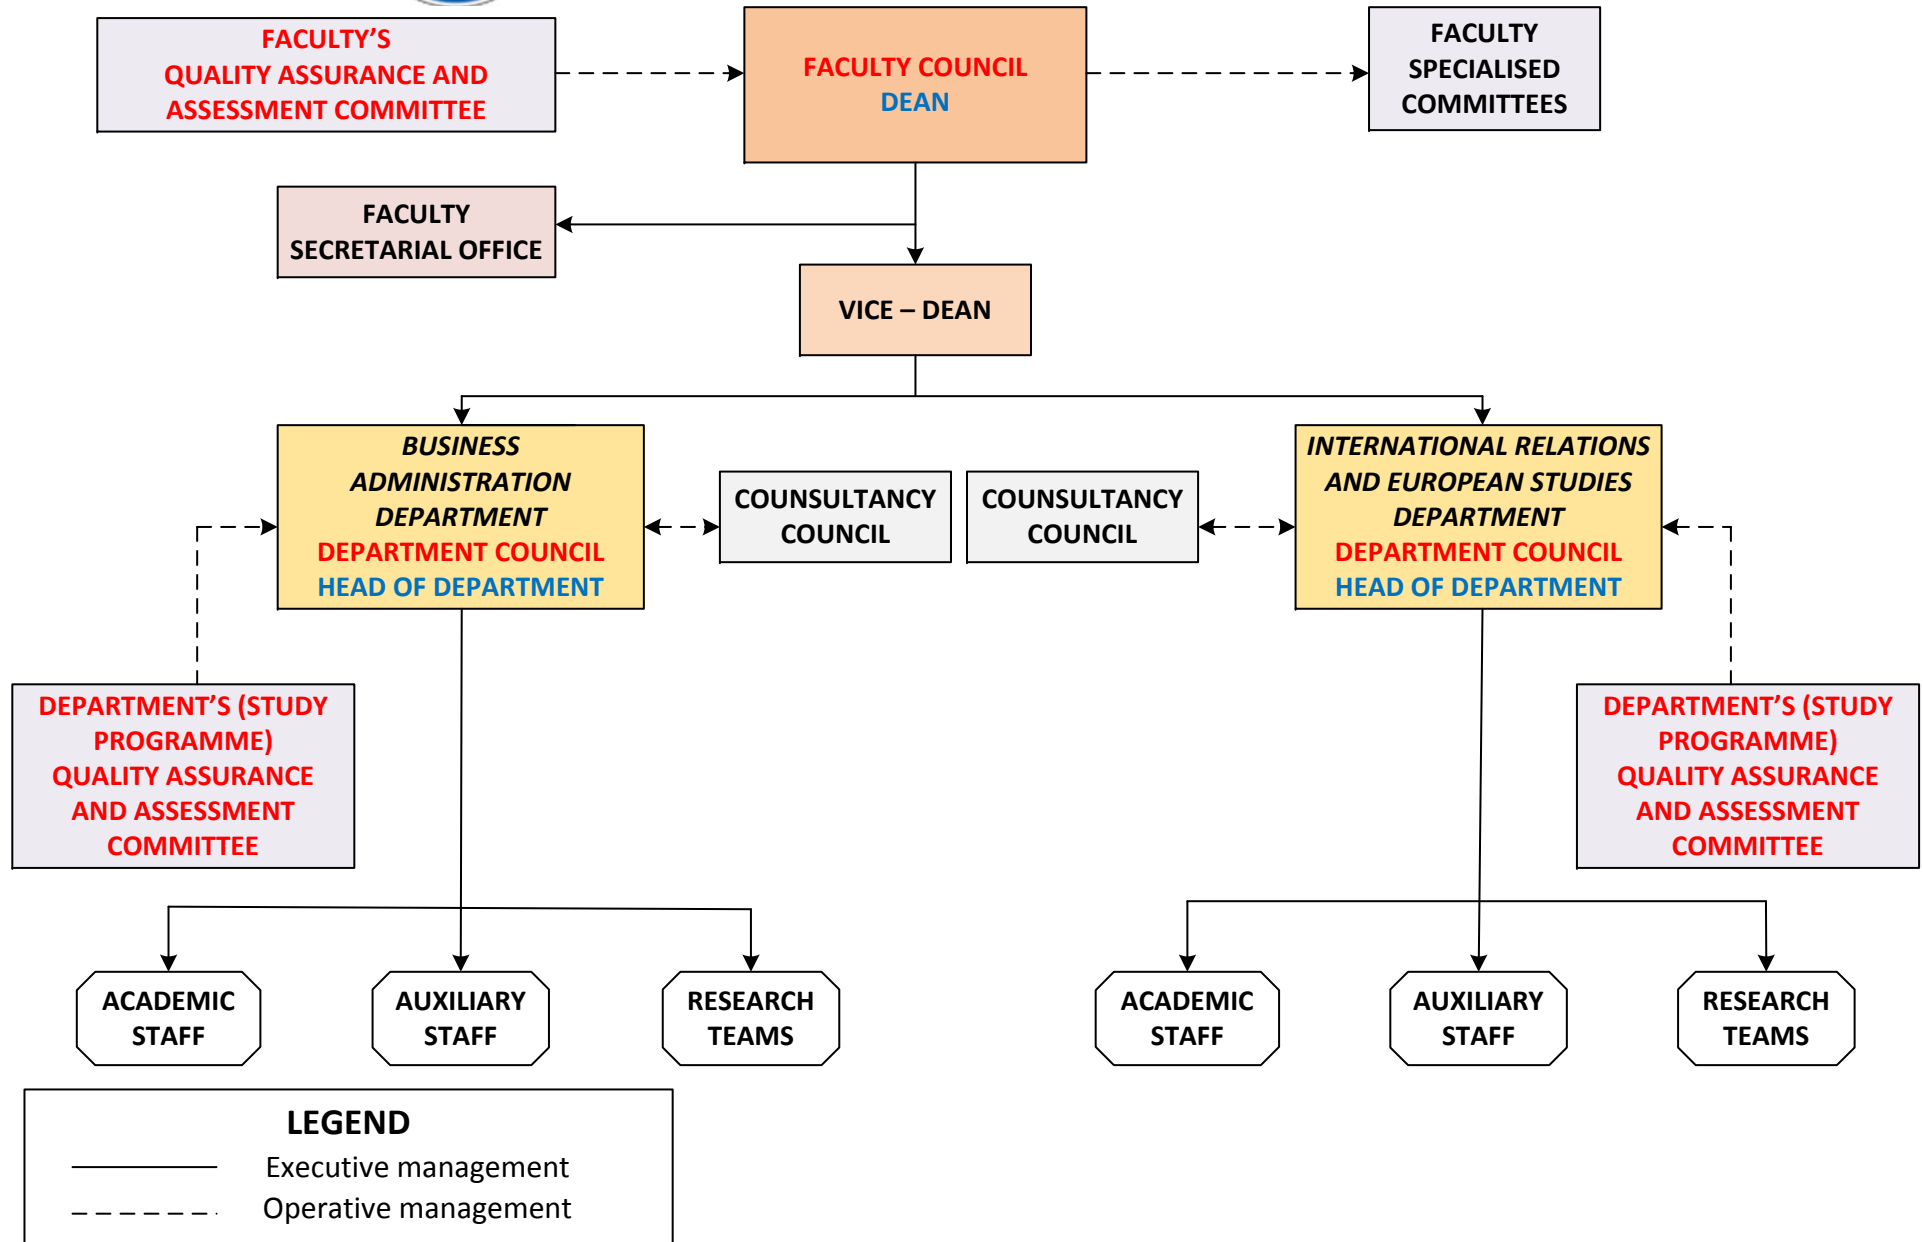 FACULTY’S
QUALITY ASSURANCE AND
ASSESSMENT COMMITTEE
FACULTY COUNCIL
DEAN
FACULTY
SPECIALISED
COMMITTEES
FACULTY
SECRETARIAL OFFICE
VICE – DEAN
BUSINESS
ADMINISTRATION
DEPARTMENT
DEPARTMENT COUNCIL
HEAD OF DEPARTMENT
COUNSULTANCY
COUNCIL
COUNSULTANCY
COUNCIL
INTERNATIONAL RELATIONS
AND EUROPEAN STUDIES
DEPARTMENT
DEPARTMENT COUNCIL
HEAD OF DEPARTMENT
DEPARTMENT’S (STUDY
PROGRAMME)
QUALITY ASSURANCE
AND ASSESSMENT
COMMITTEE
DEPARTMENT’S (STUDY
PROGRAMME)
QUALITY ASSURANCE
AND ASSESSMENT
COMMITTEE
ACADEMIC
STAFF
AUXILIARY
STAFF
RESEARCH
TEAMS
ACADEMIC
STAFF
AUXILIARY
STAFF
RESEARCH
TEAMS
LEGEND
Executive management
Operative management